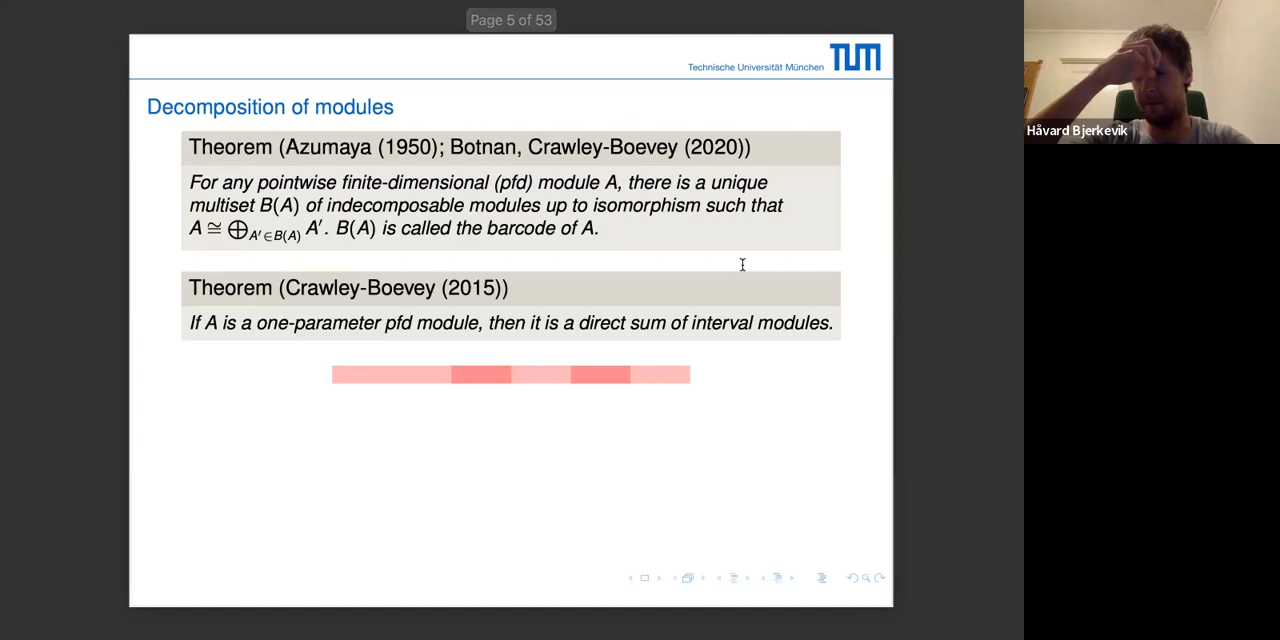 Page 5 of 53
Technische Universität München TUM
Decomposition of modules
Theorem (Azumaya (1950); Botnan, Crawley-Boevey (2020))
For any pointwise finite-dimensional (pfd) module A, there is a unique
multiset B(A) of indecomposable modules up to isomorphism such that
A ≅ ⨁_{A′∈B(A)} A′. B(A) is called the barcode of A.
Theorem (Crawley-Boevey (2015))
If A is a one-parameter pfd module, then it is a direct sum of interval modules.
Håvard Bjerkevik